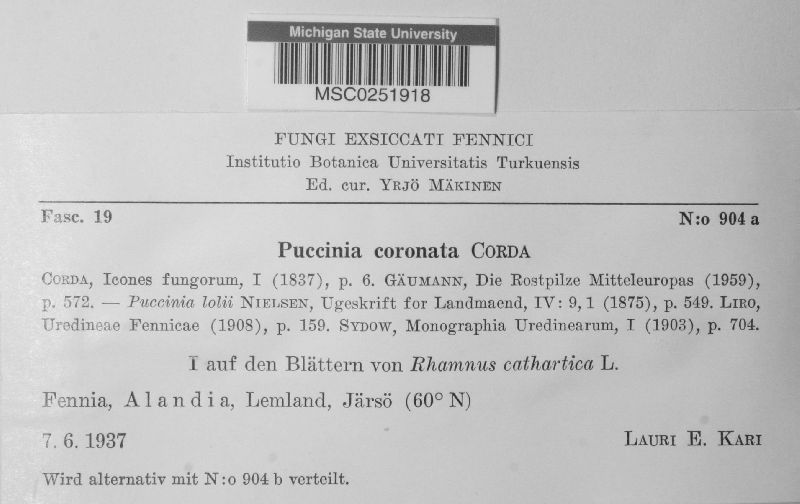 Michigan State University
MSC0251918
FUNGI EXSICCATI FENNICI
Institutio Botanica Universitatis Turkuensis
Ed. cur. YRJÖ MÄKINEN
Fasc. 19 N:o 904 a
Puccinia coronata CORDA
CORDA, Icones fungorum, I (1837), p. 6. GÄUMANN, Die Rostpilze Mitteleuropas (1959),
p. 572. — Puccinia lolii NIELSEN, Ugeskrift for Landmaend, IV: 9, 1 (1875), p. 549. LIRO,
Uredineae Fennicae (1908), p. 159. SYDOW, Monographia Uredinearum, I (1903), p. 704.
I auf den Blättern von Rhamnus cathartica L.
Fennia, Alandia, Lemland, Järsö (60° N)
7. 6. 1937 LAURI E. KARI
Wird alternativ mit N:o 904 b verteilt.